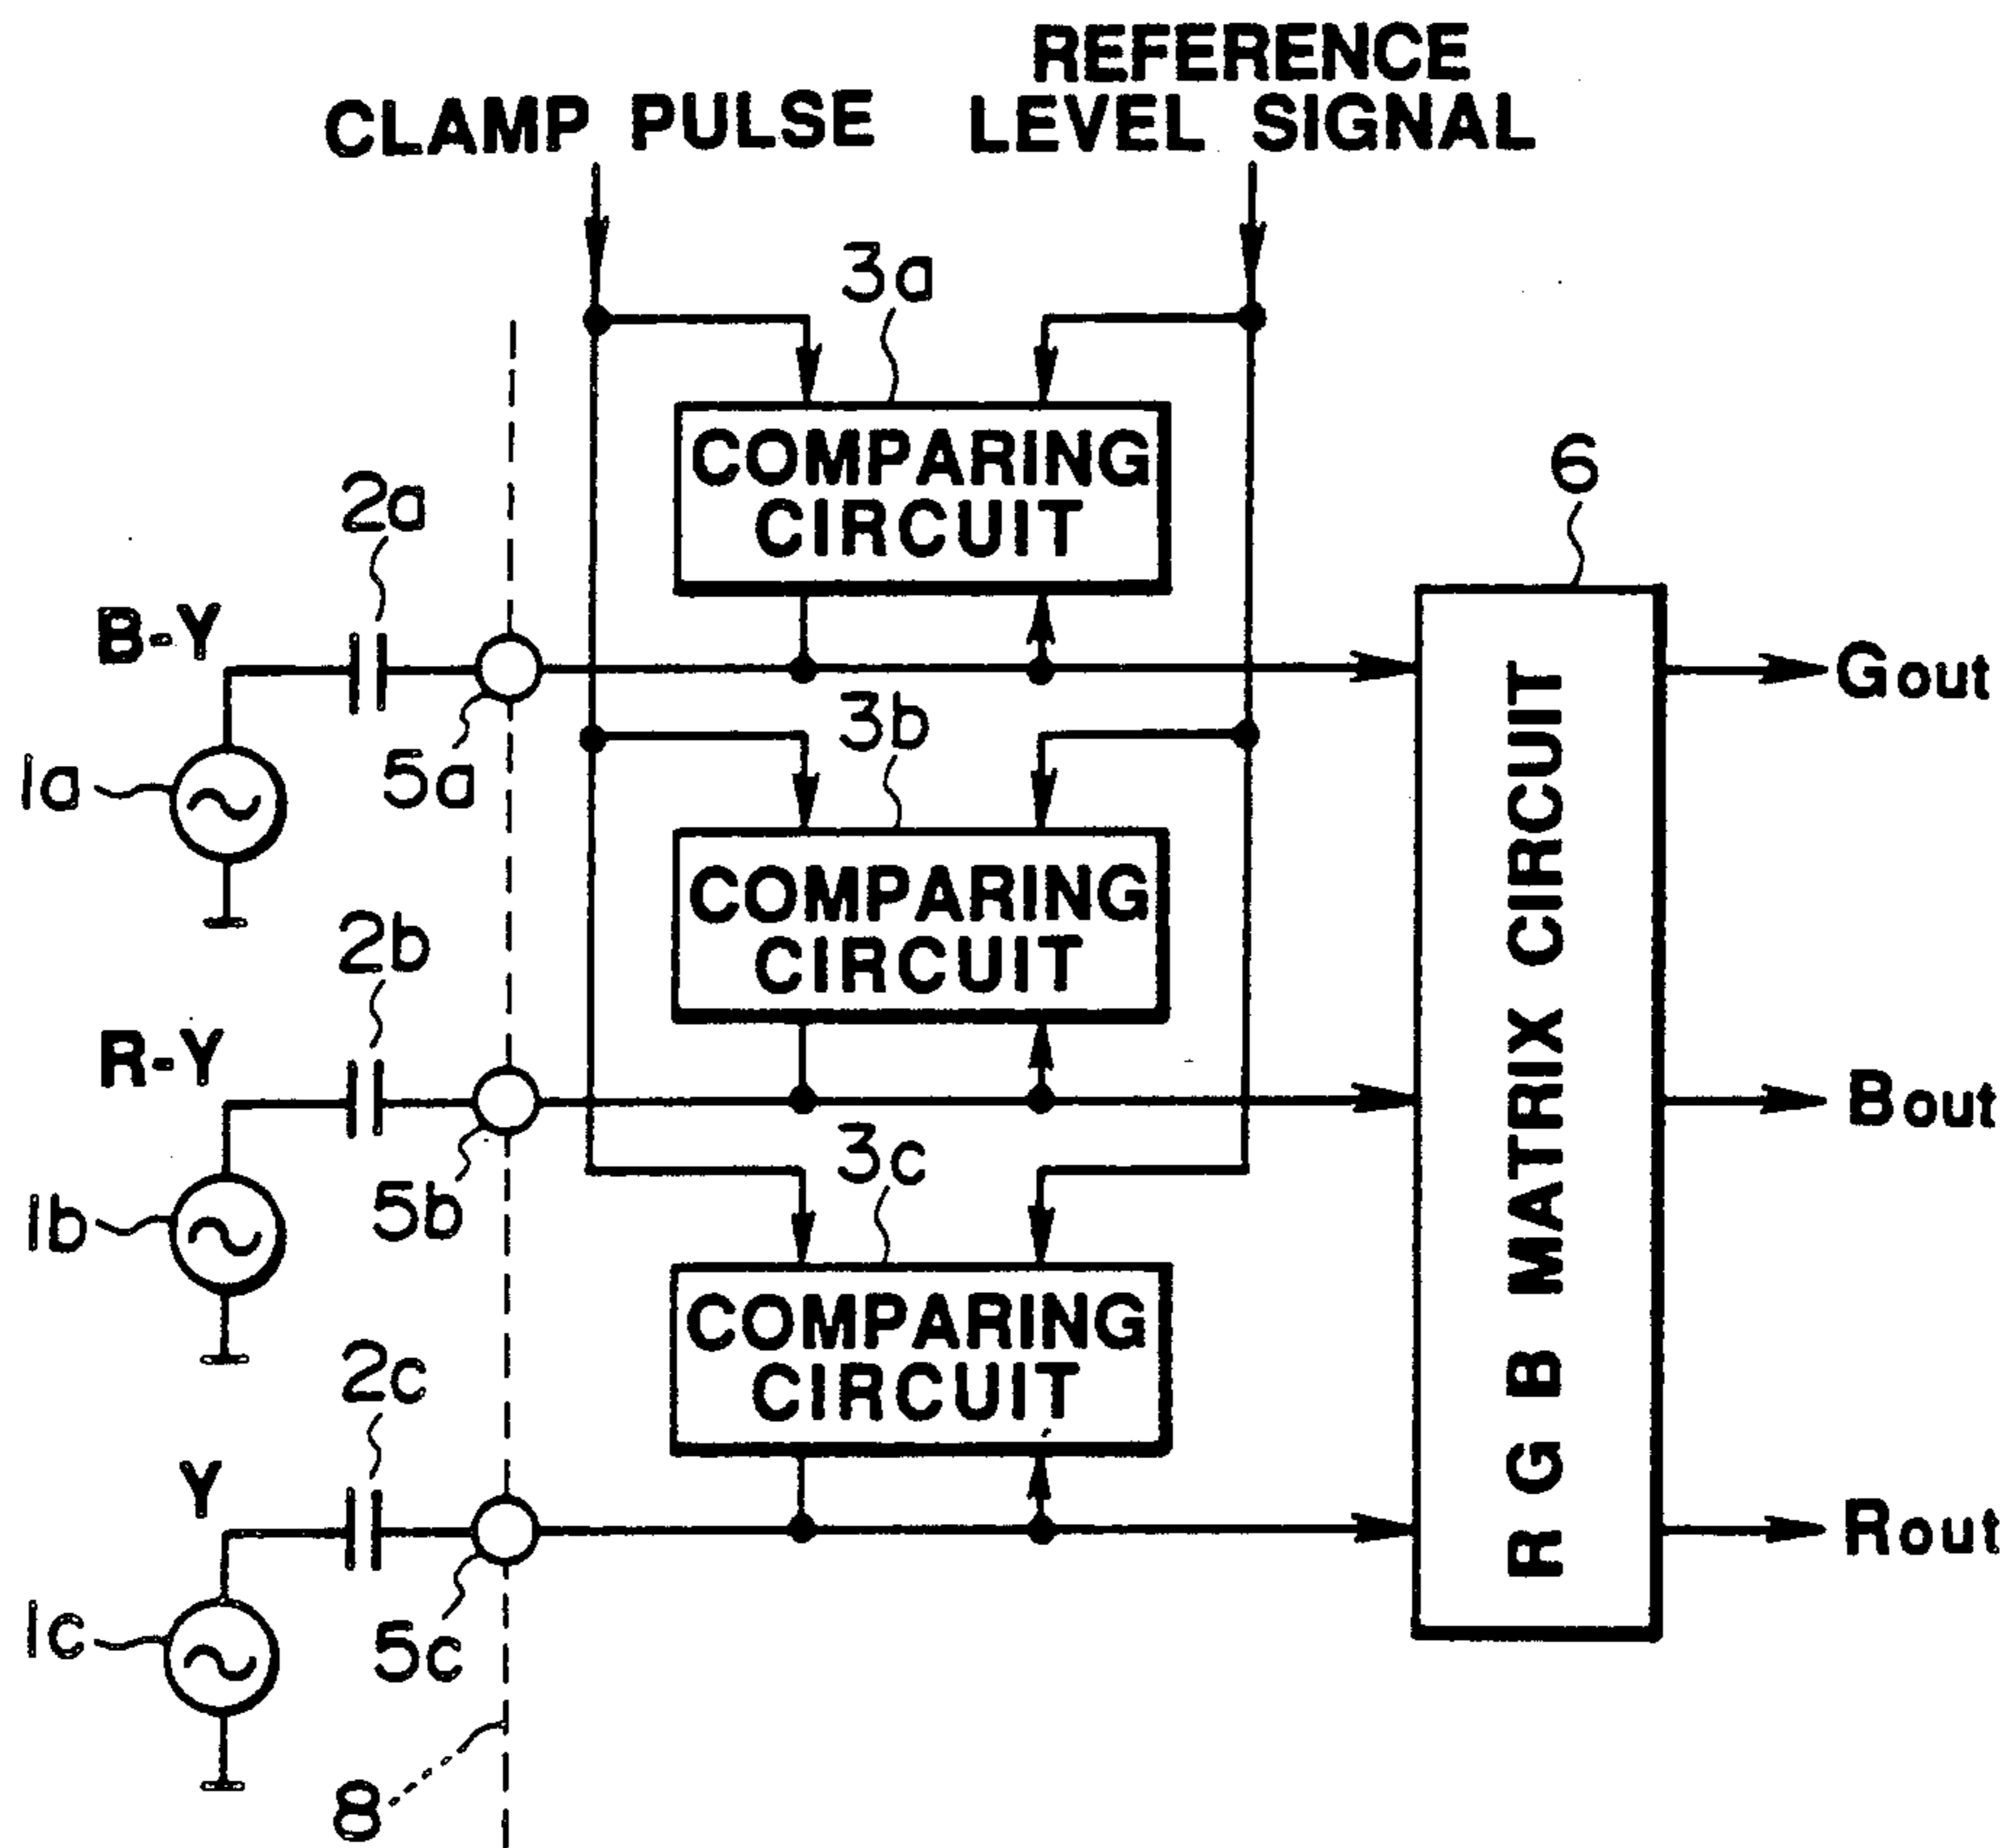 REFERENCE
CLAMP PULSE LEVEL SIGNAL
3a
COMPARING
CIRCUIT
6
2a
B-Y
Gout
3b
5a
1a
COMPARING
CIRCUIT
2b
R-Y
Bout
3c
5b
1b
COMPARING
CIRCUIT
2c
Y
Rout
5c
1c
8
RGB MATRIX CIRCUIT